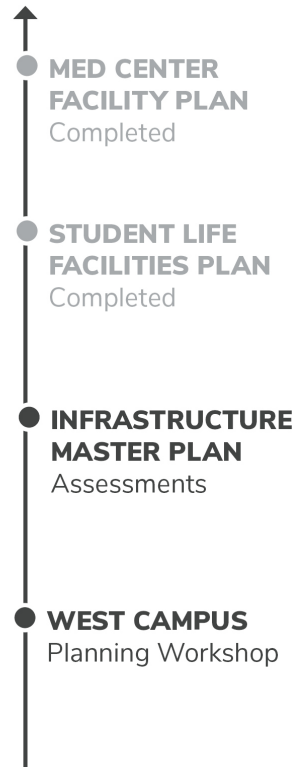 MED CENTER
FACILITY PLAN
Completed
STUDENT LIFE
FACILITIES PLAN
Completed
INFRASTRUCTURE
MASTER PLAN
Assessments
WEST CAMPUS
Planning Workshop